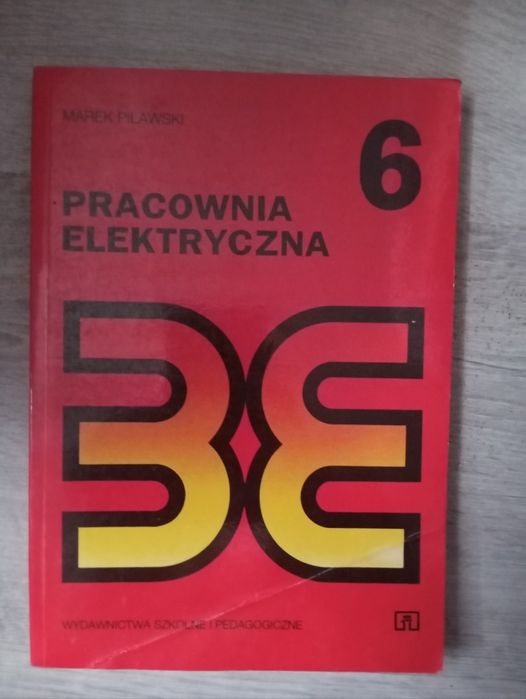 MAREK PILAWSKI
6
PRACOWNIA
ELEKTRYCZNA
WYDAWNICTWA SZKOLNE I PEDAGOGICZNE